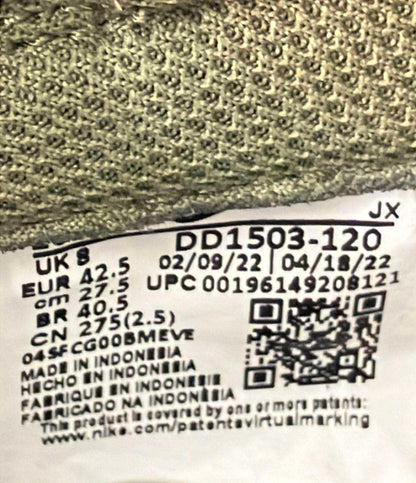 JX
UK 8
EUR 42.5
cm 27.5
BR 40.5
CN 275(2.5)
04SFCG00BMEVE
MADE IN INDONESIA
HECHO EN INDONESIA
FABRIQUE EN INDONESIE
FABRICADO NA INDONÉSIA
This product is covered by one or more patents:
www.nike.com/patentsvirtualmarking
DD1503-120
02/09/22 | 04/18/22
UPC 00196149208121